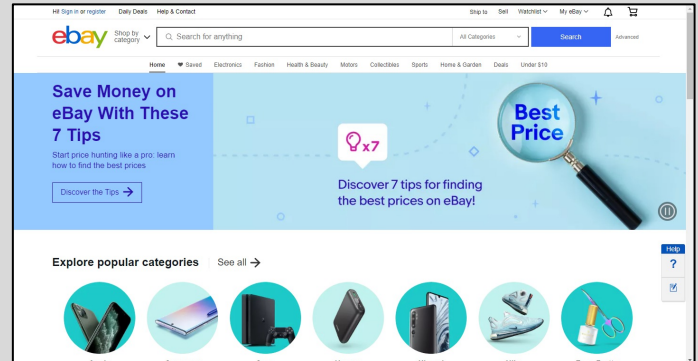 Hi! Sign in or register Daily Deals Help & Contact Ship to Sell Watchlist My eBay
ebay Shop by category Search for anything All Categories Search Advanced
Home Saved Electronics Fashion Health & Beauty Motors Collectibles Sports Home & Garden Deals Under $10
Save Money on
eBay With These
7 Tips
Start price hunting like a pro: learn
how to find the best prices
Discover the Tips
x7
Discover 7 tips for finding
the best prices on eBay!
Best
Price
Help
?
Explore popular categories See all